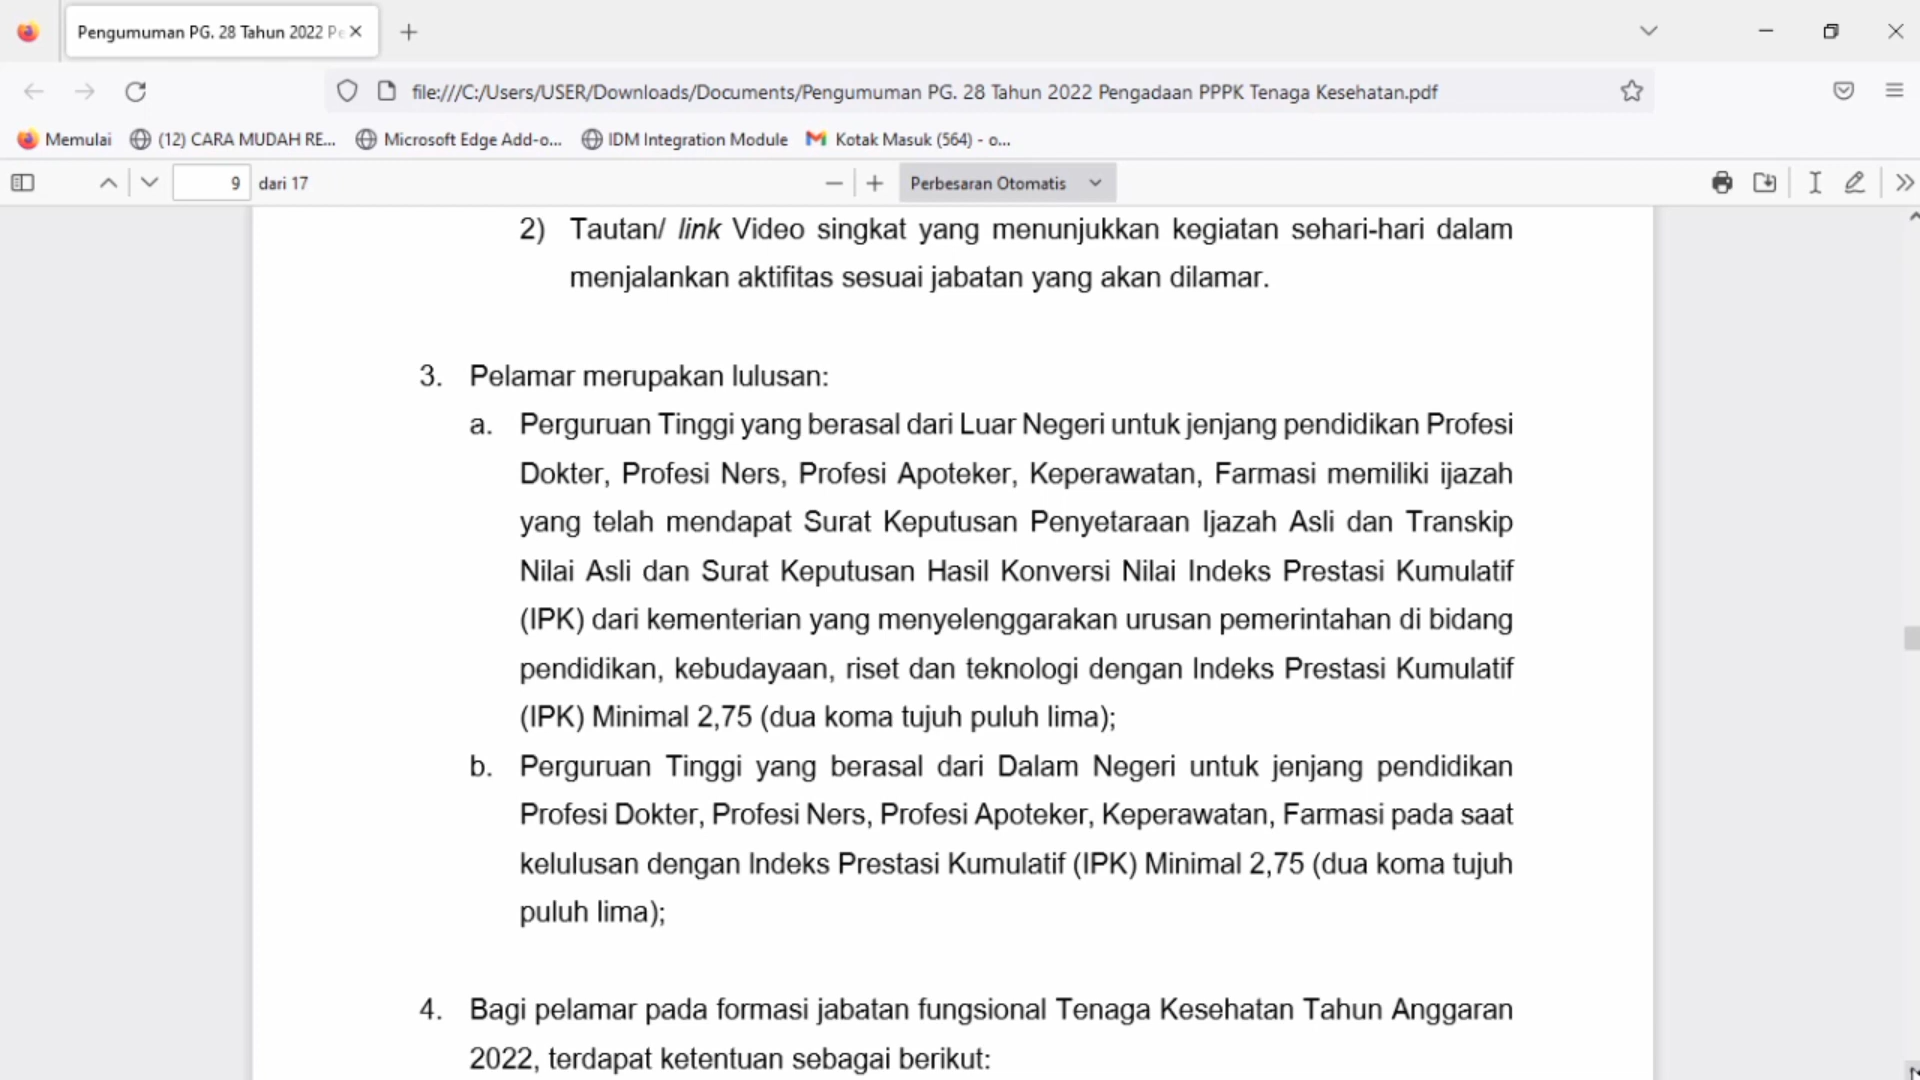 Pengumuman PG. 28 Tahun 2022 Pe
file:///C:/Users/USER/Downloads/Documents/Pengumuman PG. 28 Tahun 2022 Pengadaan PPPK Tenaga Kesehatan.pdf
Memulai (12) CARA MUDAH RE... Microsoft Edge Add-o... IDM Integration Module Kotak Masuk (564) - o...
9 dari 17 Perbesaran Otomatis
2) Tautan/ link Video singkat yang menunjukkan kegiatan sehari-hari dalam
menjalankan aktifitas sesuai jabatan yang akan dilamar.
3. Pelamar merupakan lulusan:
a. Perguruan Tinggi yang berasal dari Luar Negeri untuk jenjang pendidikan Profesi
Dokter, Profesi Ners, Profesi Apoteker, Keperawatan, Farmasi memiliki ijazah
yang telah mendapat Surat Keputusan Penyetaraan Ijazah Asli dan Transkip
Nilai Asli dan Surat Keputusan Hasil Konversi Nilai Indeks Prestasi Kumulatif
(IPK) dari kementerian yang menyelenggarakan urusan pemerintahan di bidang
pendidikan, kebudayaan, riset dan teknologi dengan Indeks Prestasi Kumulatif
(IPK) Minimal 2,75 (dua koma tujuh puluh lima);
b. Perguruan Tinggi yang berasal dari Dalam Negeri untuk jenjang pendidikan
Profesi Dokter, Profesi Ners, Profesi Apoteker, Keperawatan, Farmasi pada saat
kelulusan dengan Indeks Prestasi Kumulatif (IPK) Minimal 2,75 (dua koma tujuh
puluh lima);
4. Bagi pelamar pada formasi jabatan fungsional Tenaga Kesehatan Tahun Anggaran
2022, terdapat ketentuan sebagai berikut: